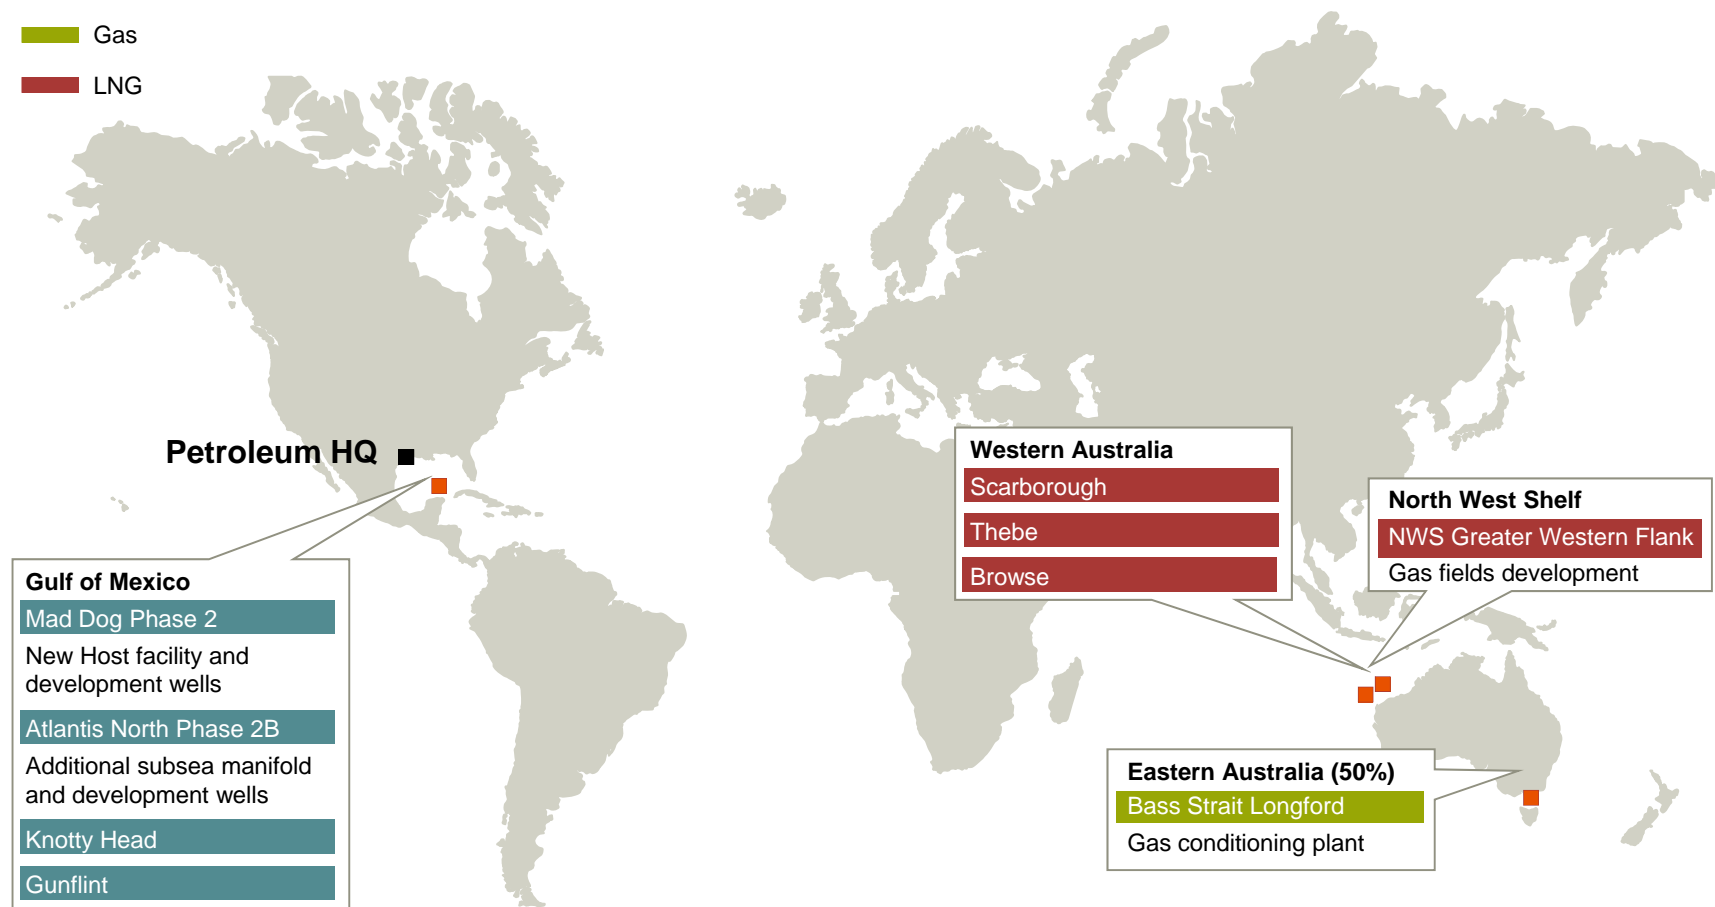 Gas
LNG
Petroleum HQ
Gulf of Mexico
Mad Dog Phase 2
New Host facility and
development wells
Atlantis North Phase 2B
Additional subsea manifold
and development wells
Knotty Head
Gunflint
Western Australia
Scarborough
Thebe
Browse
North West Shelf
NWS Greater Western Flank
Gas fields development
Eastern Australia (50%)
Bass Strait Longford
Gas conditioning plant